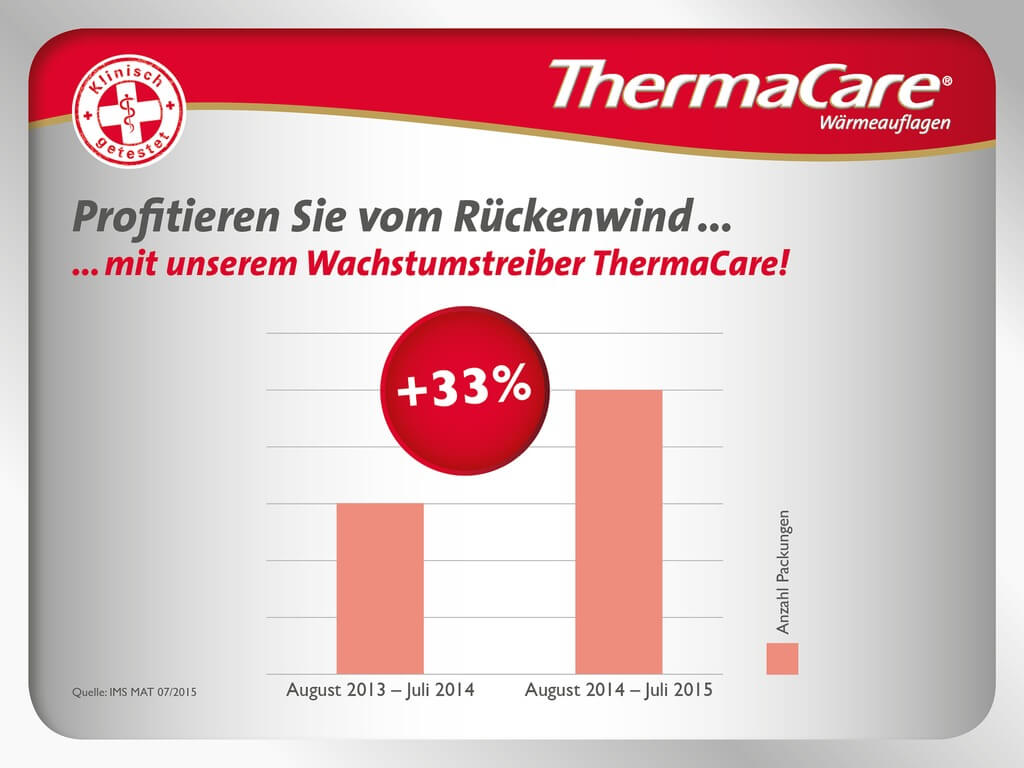 Klinisch
getestet
ThermaCare®
Wärmeauflagen
Profitieren Sie vom Rückenwind...
...mit unserem Wachstumstreiber ThermaCare!
+33%
Anzahl Packungen
August 2013 – Juli 2014
August 2014 – Juli 2015
Quelle: IMS MAT 07/2015